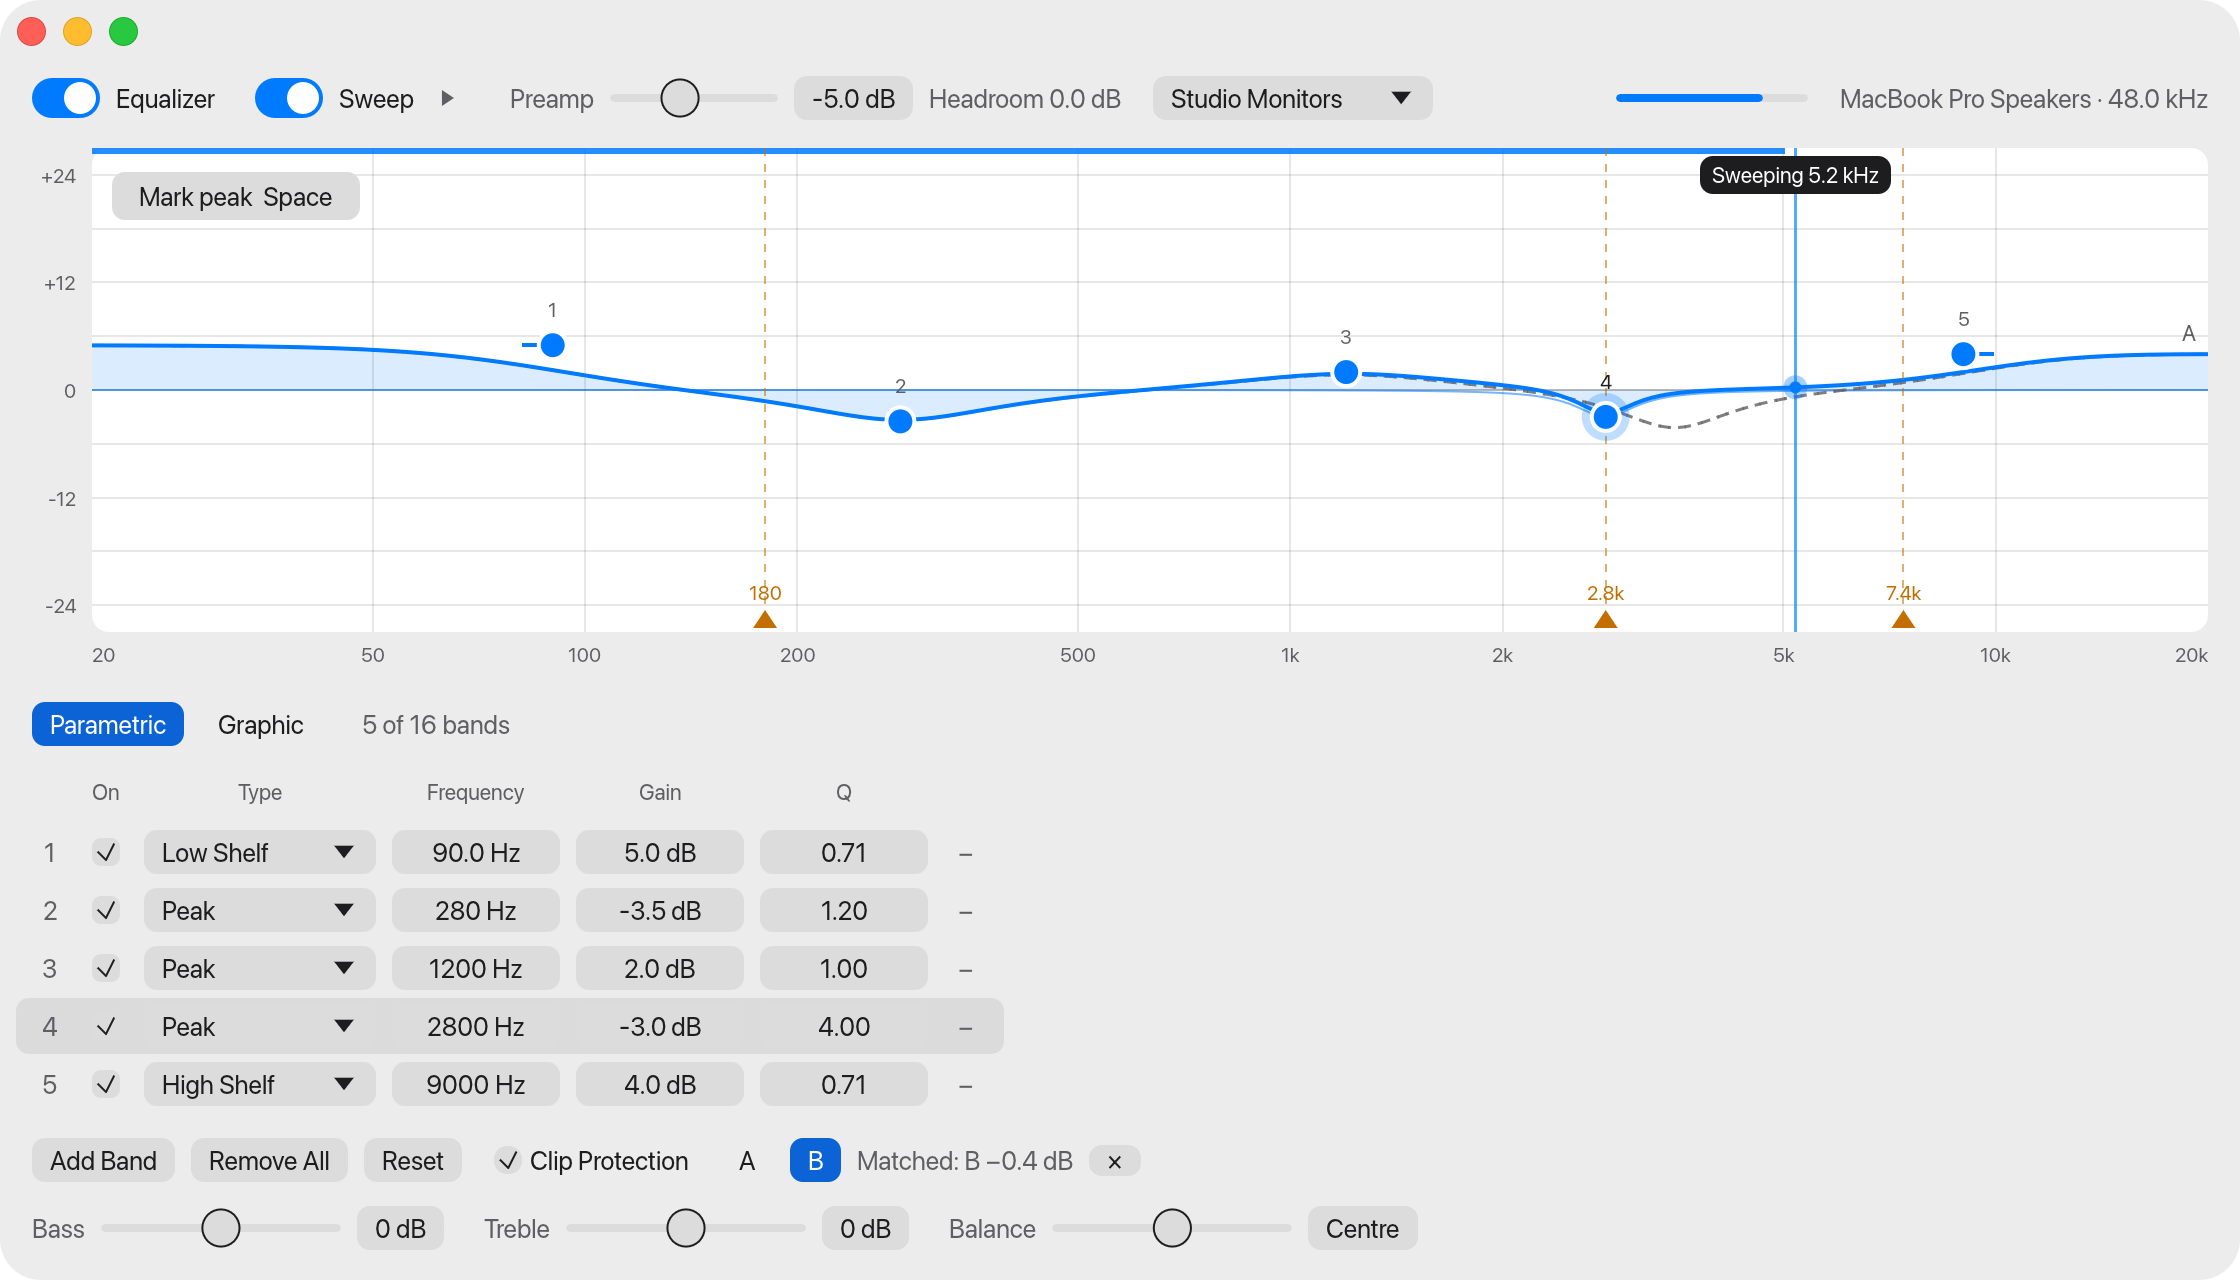 Equalizer Sweep Preamp -5.0 dB Headroom 0.0 dB Studio Monitors MacBook Pro Speakers · 48.0 kHz
Sweeping 5.2 kHz
+24
Mark peak Space
+12
1
5
3
A
2
4
0
-12
180 2.8k 7.4k
-24
20 50 100 200 500 1k 2k 5k 10k 20k
Parametric Graphic 5 of 16 bands
On Type Frequency Gain Q
1 Low Shelf 90.0 Hz 5.0 dB 0.71 –
2 Peak 280 Hz -3.5 dB 1.20 –
3 Peak 1200 Hz 2.0 dB 1.00 –
4 Peak 2800 Hz -3.0 dB 4.00 –
5 High Shelf 9000 Hz 4.0 dB 0.71 –
Add Band Remove All Reset Clip Protection A B Matched: B −0.4 dB ×
Bass 0 dB Treble 0 dB Balance Centre